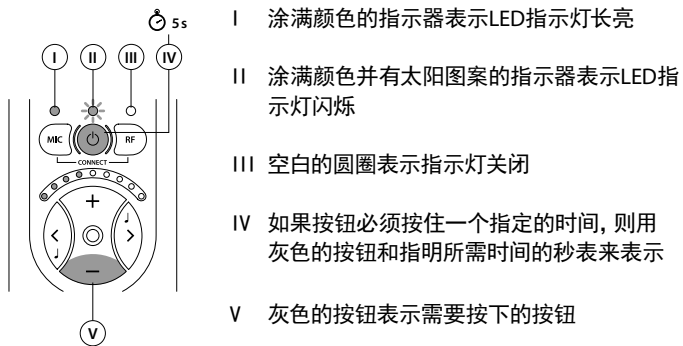 5s
I II III IV
MIC RF
CONNECT
V
I 涂满颜色的指示器表示LED指示灯长亮
II 涂满颜色并有太阳图案的指示器表示LED指
示灯闪烁
III 空白的圆圈表示指示灯关闭
IV 如果按钮必须按住一个指定的时间, 则用
灰色的按钮和指明所需时间的秒表来表示
V 灰色的按钮表示需要按下的按钮